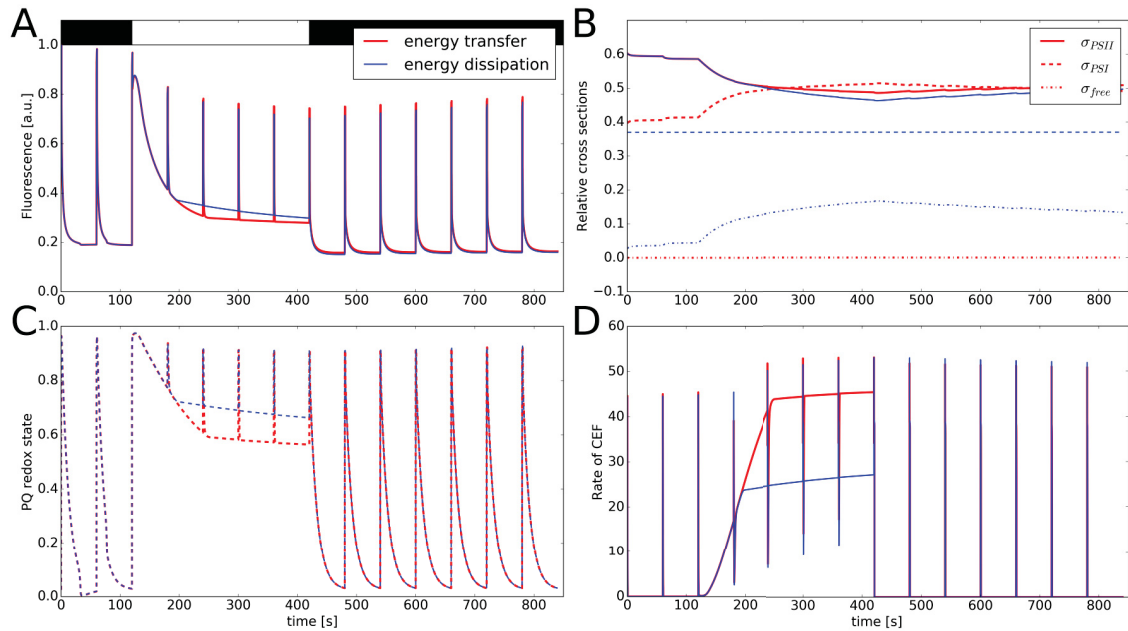 A
energy transfer
energy dissipation
Fluorescence [a.u.]
1.0
0.8
0.6
0.4
0.2
0.0
0 100 200 300 400 500 600 700 800
B
σPSII
σPSI
σfree
Relative cross sections
0.6
0.5
0.4
0.3
0.2
0.1
0.0
−0.1
0 100 200 300 400 500 600 700 800
C
PQ redox state
1.0
0.8
0.6
0.4
0.2
0.0
0 100 200 300 400 500 600 700 800
time [s]
D
Rate of CEF
60
50
40
30
20
10
0
0 100 200 300 400 500 600 700 800
time [s]